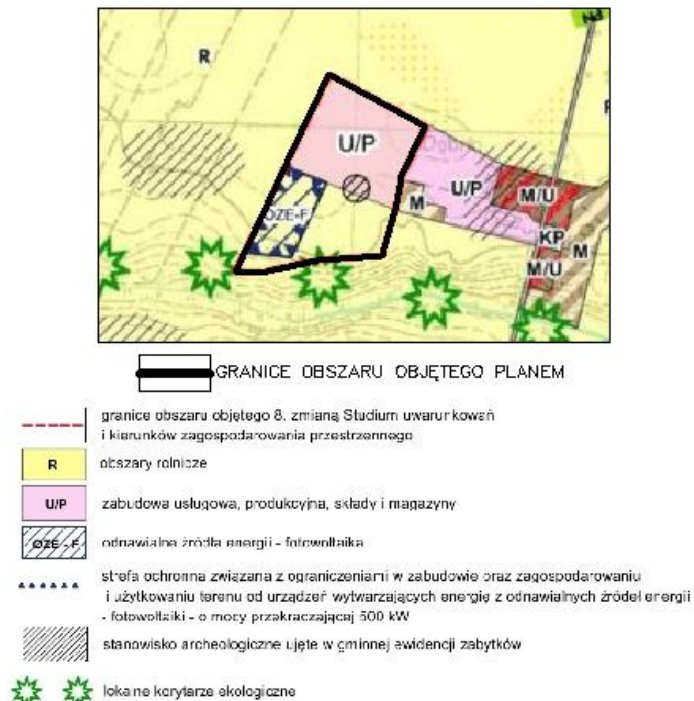 R
U/P
U/P
M/U
M
OZE-F
KP
M
M/U
GRANICE OBSZARU OBJĘTEGO PLANEM
granice obszaru objętego 8. zmianą Studium uwarunkowań
i kierunków zagospodarowania przestrzennego
R obszary rolnicze
U/P zabudowa usługowa, produkcyjna, składy i magazyny
OZE - F odnawialne źródła energii - fotowoltaika
strefa ochronna związana z ograniczeniami w zabudowie oraz zagospodarowaniu
i użytkowaniu terenu od urządzeń wytwarzających energię z odnawialnych źródeł energii
- fotowoltaiki - o mocy przekraczającej 500 kW
stanowisko archeologiczne ujęte w gminnej ewidencji zabytków
lokalne korytarze ekologiczne